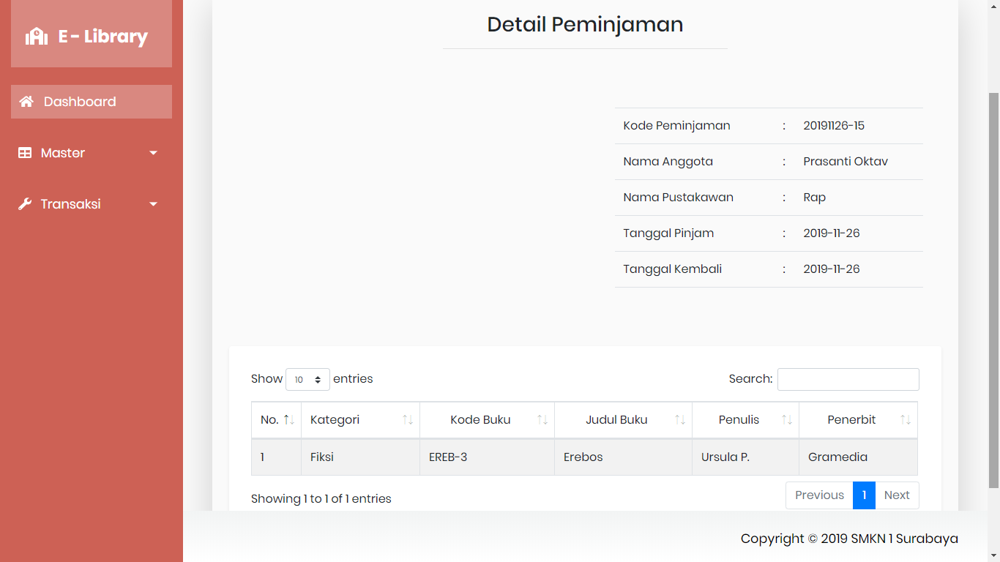 E - Library
Dashboard
Master
Transaksi
Detail Peminjaman
Kode Peminjaman : 20191126-15
Nama Anggota : Prasanti Oktav
Nama Pustakawan : Rap
Tanggal Pinjam : 2019-11-26
Tanggal Kembali : 2019-11-26
Show 10 entries Search:
No. Kategori Kode Buku Judul Buku Penulis Penerbit
1 Fiksi EREB-3 Erebos Ursula P. Gramedia
Showing 1 to 1 of 1 entries Previous 1 Next
Copyright © 2019 SMKN 1 Surabaya